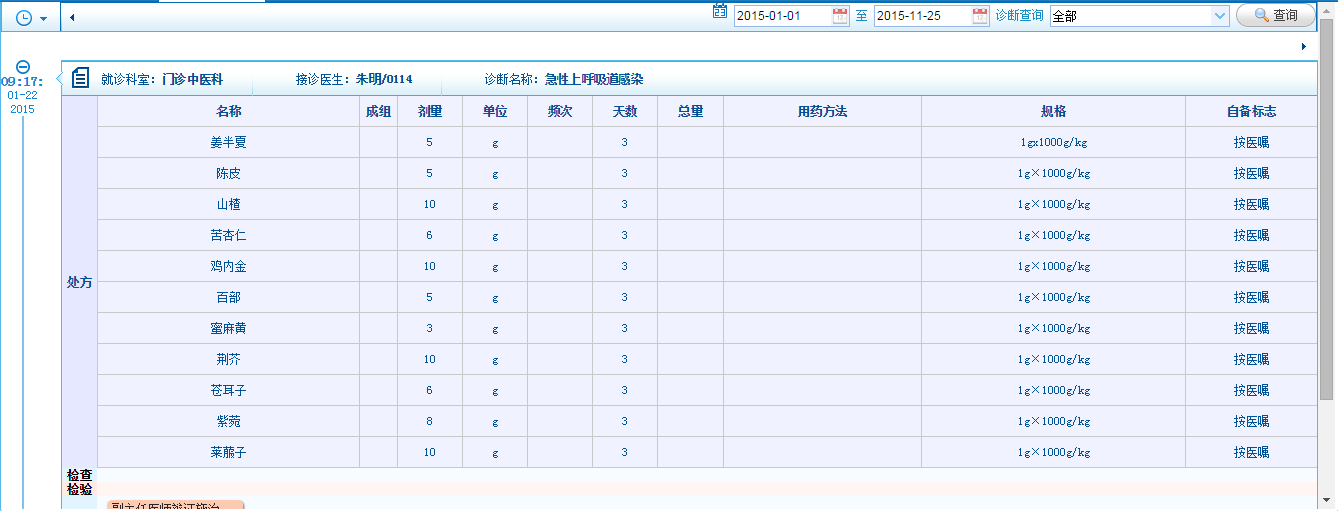 2015-01-01 至 2015-11-25 诊断查询 全部 查询
09:17:
01-22
2015
就诊科室：门诊中医科 接诊医生：朱明/0114 诊断名称：急性上呼吸道感染
名称 成组 剂量 单位 频次 天数 总量 用药方法 规格 自备标志
处方
姜半夏 5 g 3 1gx1000g/kg 按医嘱
陈皮 5 g 3 1g×1000g/kg 按医嘱
山楂 10 g 3 1g×1000g/kg 按医嘱
苦杏仁 6 g 3 1g×1000g/kg 按医嘱
鸡内金 10 g 3 1g×1000g/kg 按医嘱
百部 5 g 3 1g×1000g/kg 按医嘱
蜜麻黄 3 g 3 1g×1000g/kg 按医嘱
荆芥 10 g 3 1g×1000g/kg 按医嘱
苍耳子 6 g 3 1g×1000g/kg 按医嘱
紫菀 8 g 3 1g×1000g/kg 按医嘱
莱菔子 10 g 3 1g×1000g/kg 按医嘱
检查
检验
副主任医师辨证施治